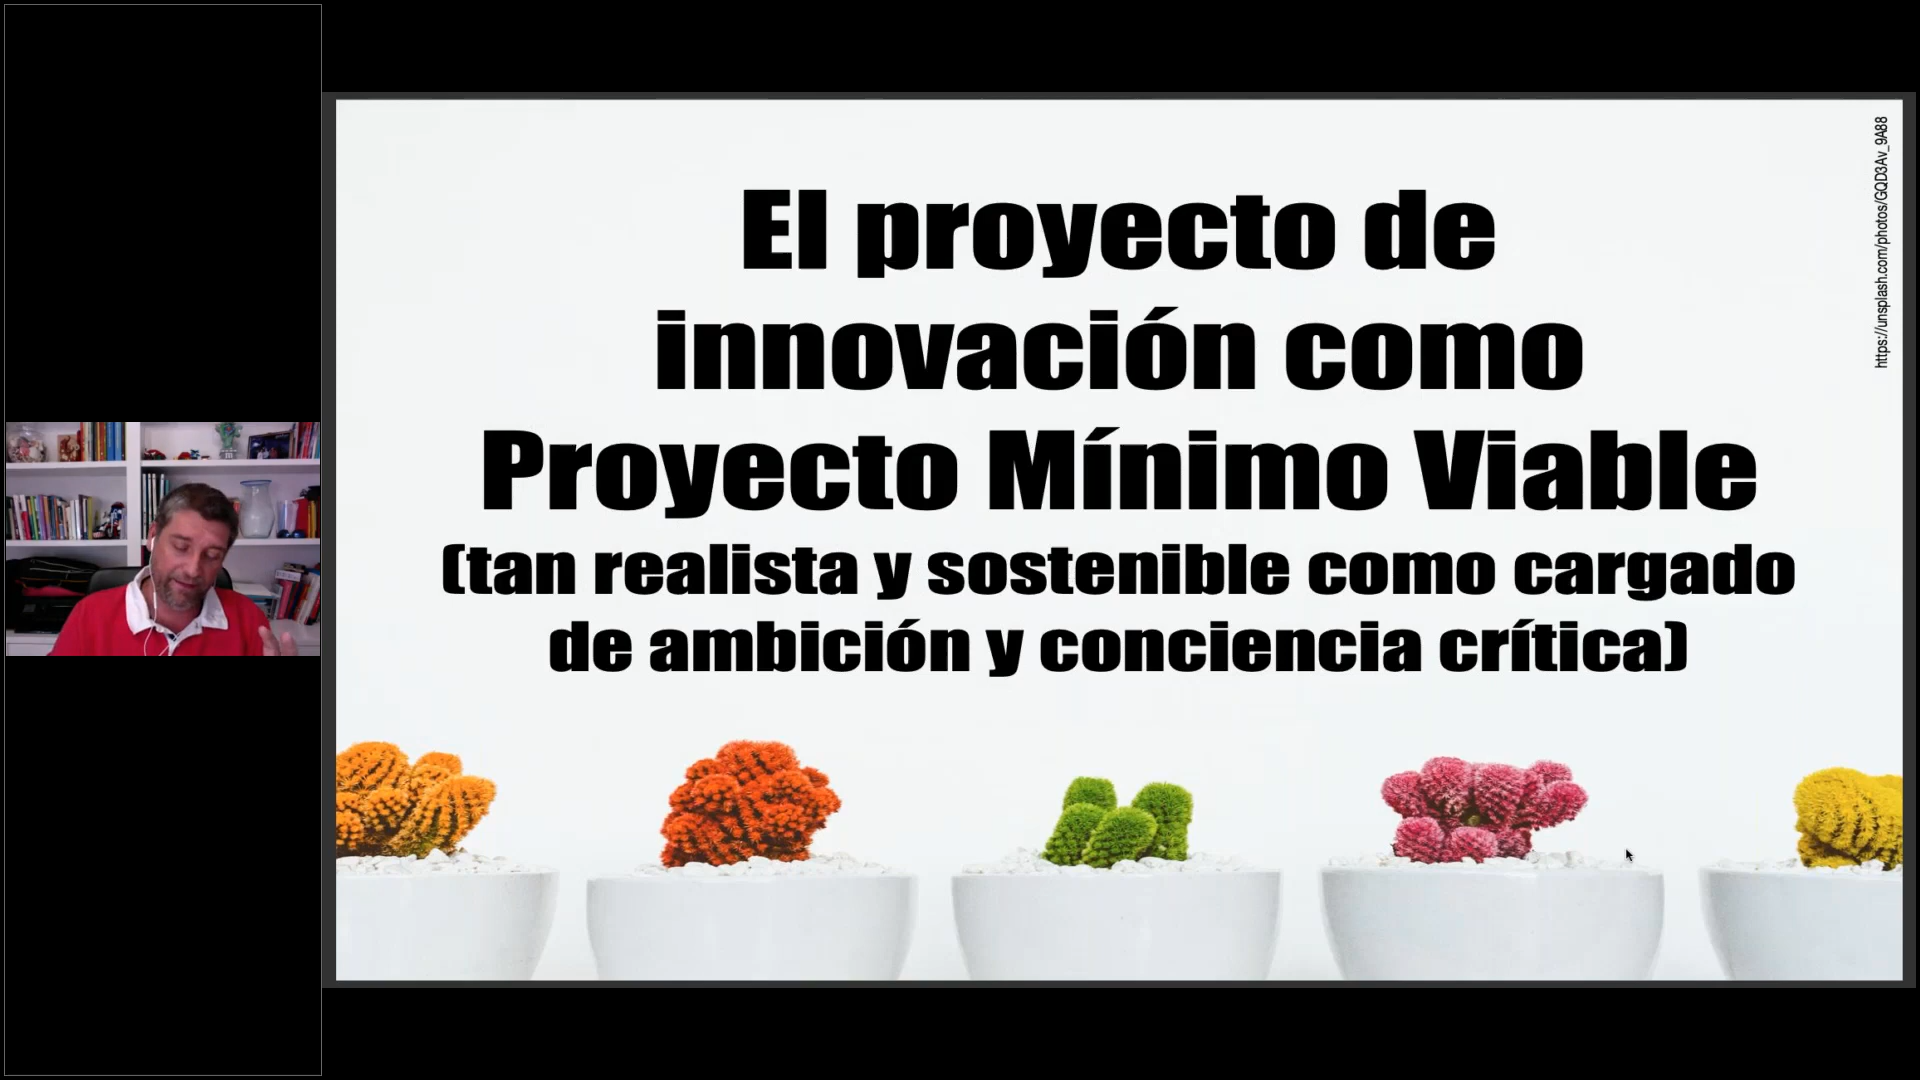 El proyecto de
innovación como
Proyecto Mínimo Viable
(tan realista y sostenible como cargado
de ambición y conciencia crítica)
https://unsplash.com/photos/GQD3Av_9A88